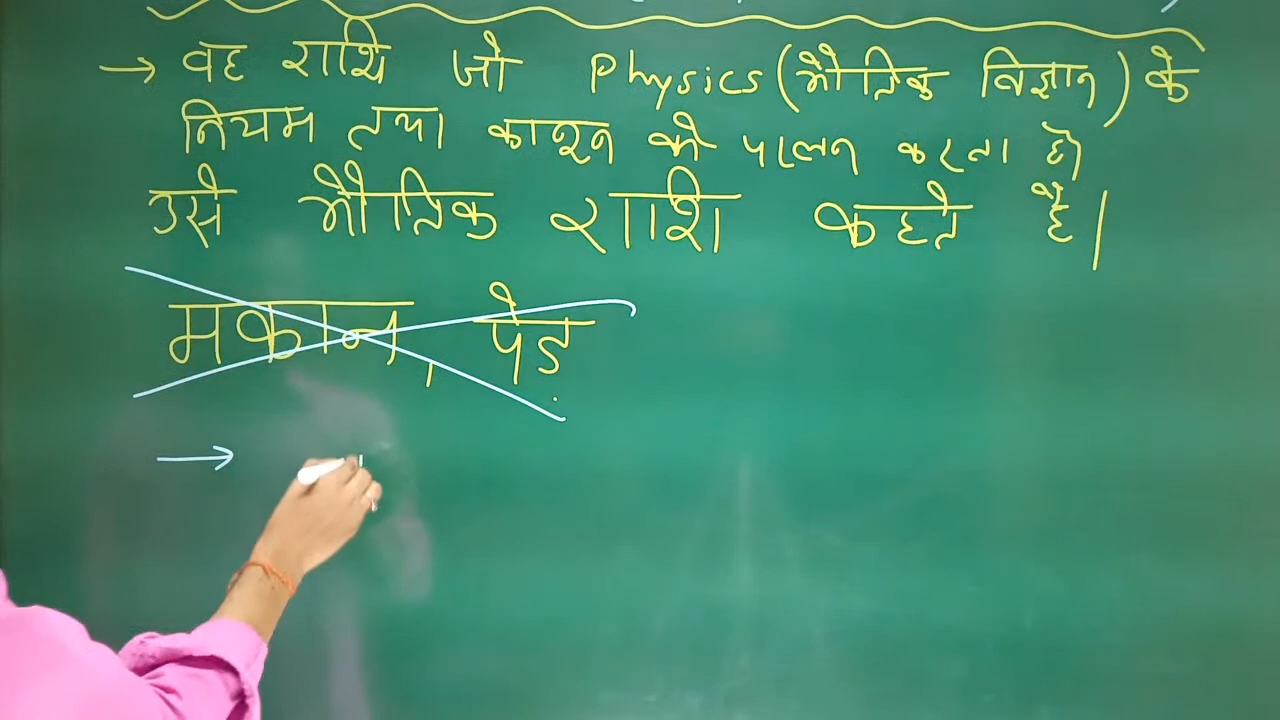 → वह राशि जो Physics (भौतिक विज्ञान) के
नियम तथा कानून को पालन करता हो
उसे भौतिक राशि कहते है।
मकान, पेड़
→